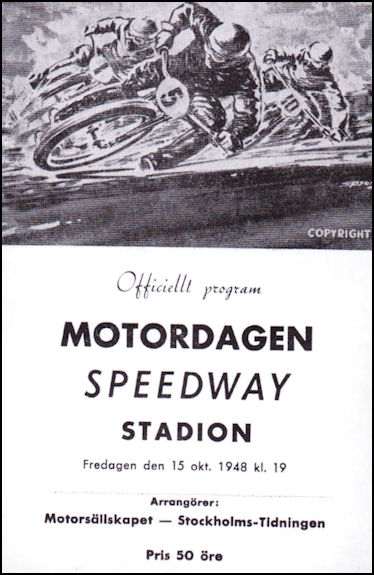 5
COPYRIGHT
Officiellt program
MOTORDAGEN
SPEEDWAY
STADION
Fredagen den 15 okt. 1948 kl. 19
Arrangörer:
Motorsällskapet — Stockholms-Tidningen
Pris 50 öre